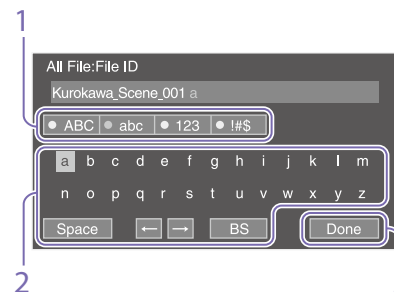 1
All File:File ID
Kurokawa_Scene_001 a
ABC abc 123 !#$
a b c d e f g h i j k l m
n o p q r s t u v w x y z
Space ← → BS Done
2